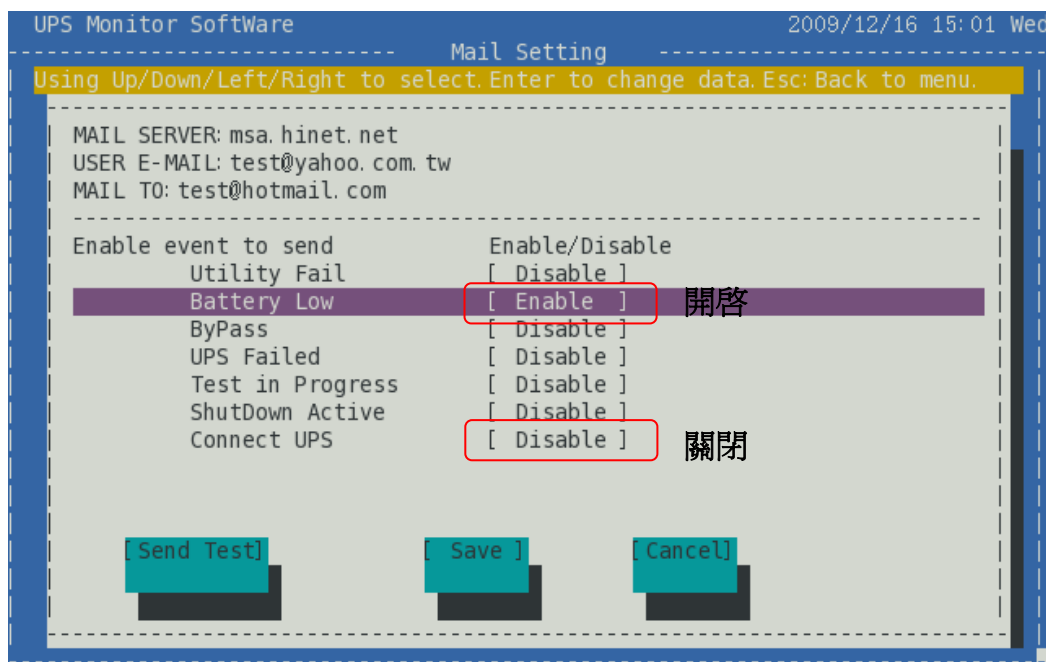 UPS Monitor SoftWare 2009/12/16 15:01 Wed
Mail Setting
Using Up/Down/Left/Right to select.Enter to change data.Esc:Back to menu.
MAIL SERVER:msa.hinet.net
USER E-MAIL:test@yahoo.com.tw
MAIL TO:test@hotmail.com
Enable event to send Enable/Disable
Utility Fail [ Disable ]
Battery Low [ Enable ] 開啓
ByPass [ Disable ]
UPS Failed [ Disable ]
Test in Progress [ Disable ]
ShutDown Active [ Disable ]
Connect UPS [ Disable ] 關閉
[Send Test] [ Save ] [Cancel]